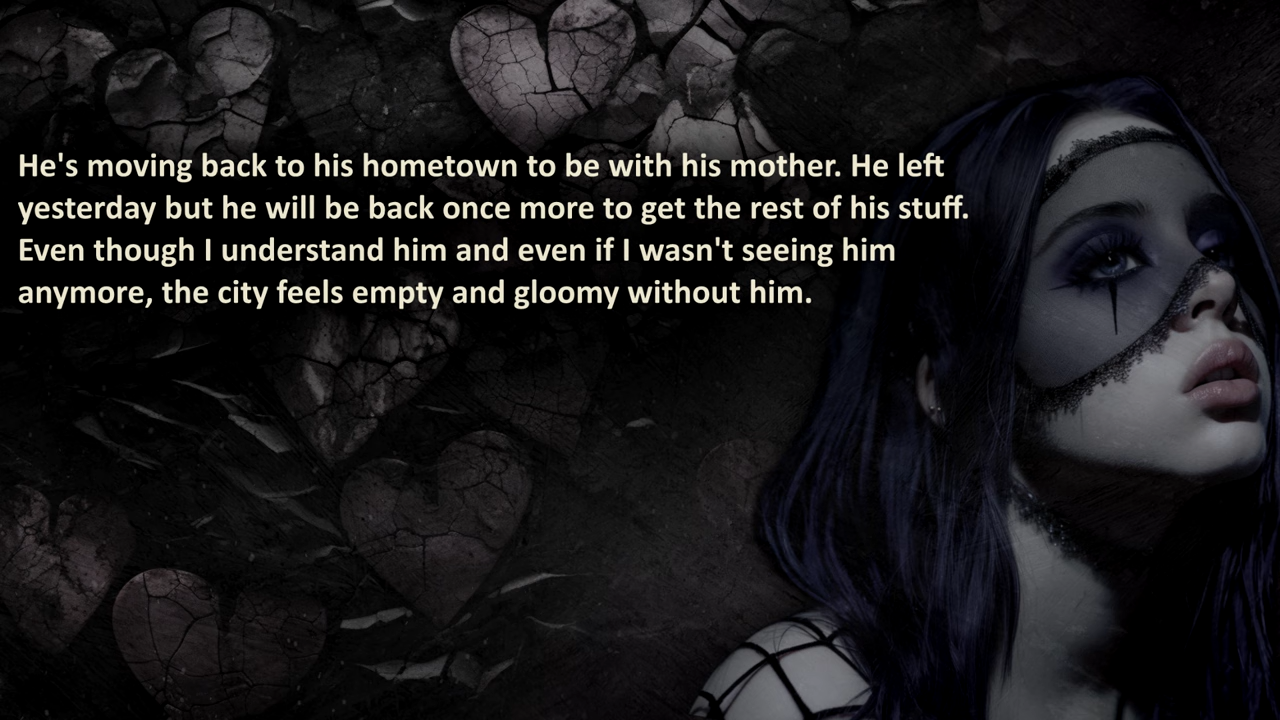 He's moving back to his hometown to be with his mother. He left
yesterday but he will be back once more to get the rest of his stuff.
Even though I understand him and even if I wasn't seeing him
anymore, the city feels empty and gloomy without him.